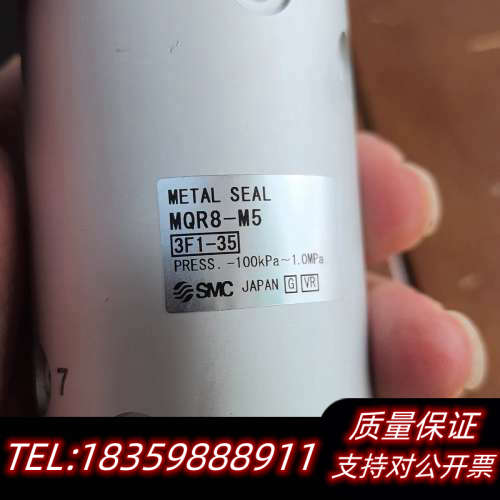 METAL SEAL
MQR8-M5
3F1-35
PRESS. -100kPa~1.0MPa
SMC JAPAN G VR
7
TEL:18359888911
质量保证
支持对公开票